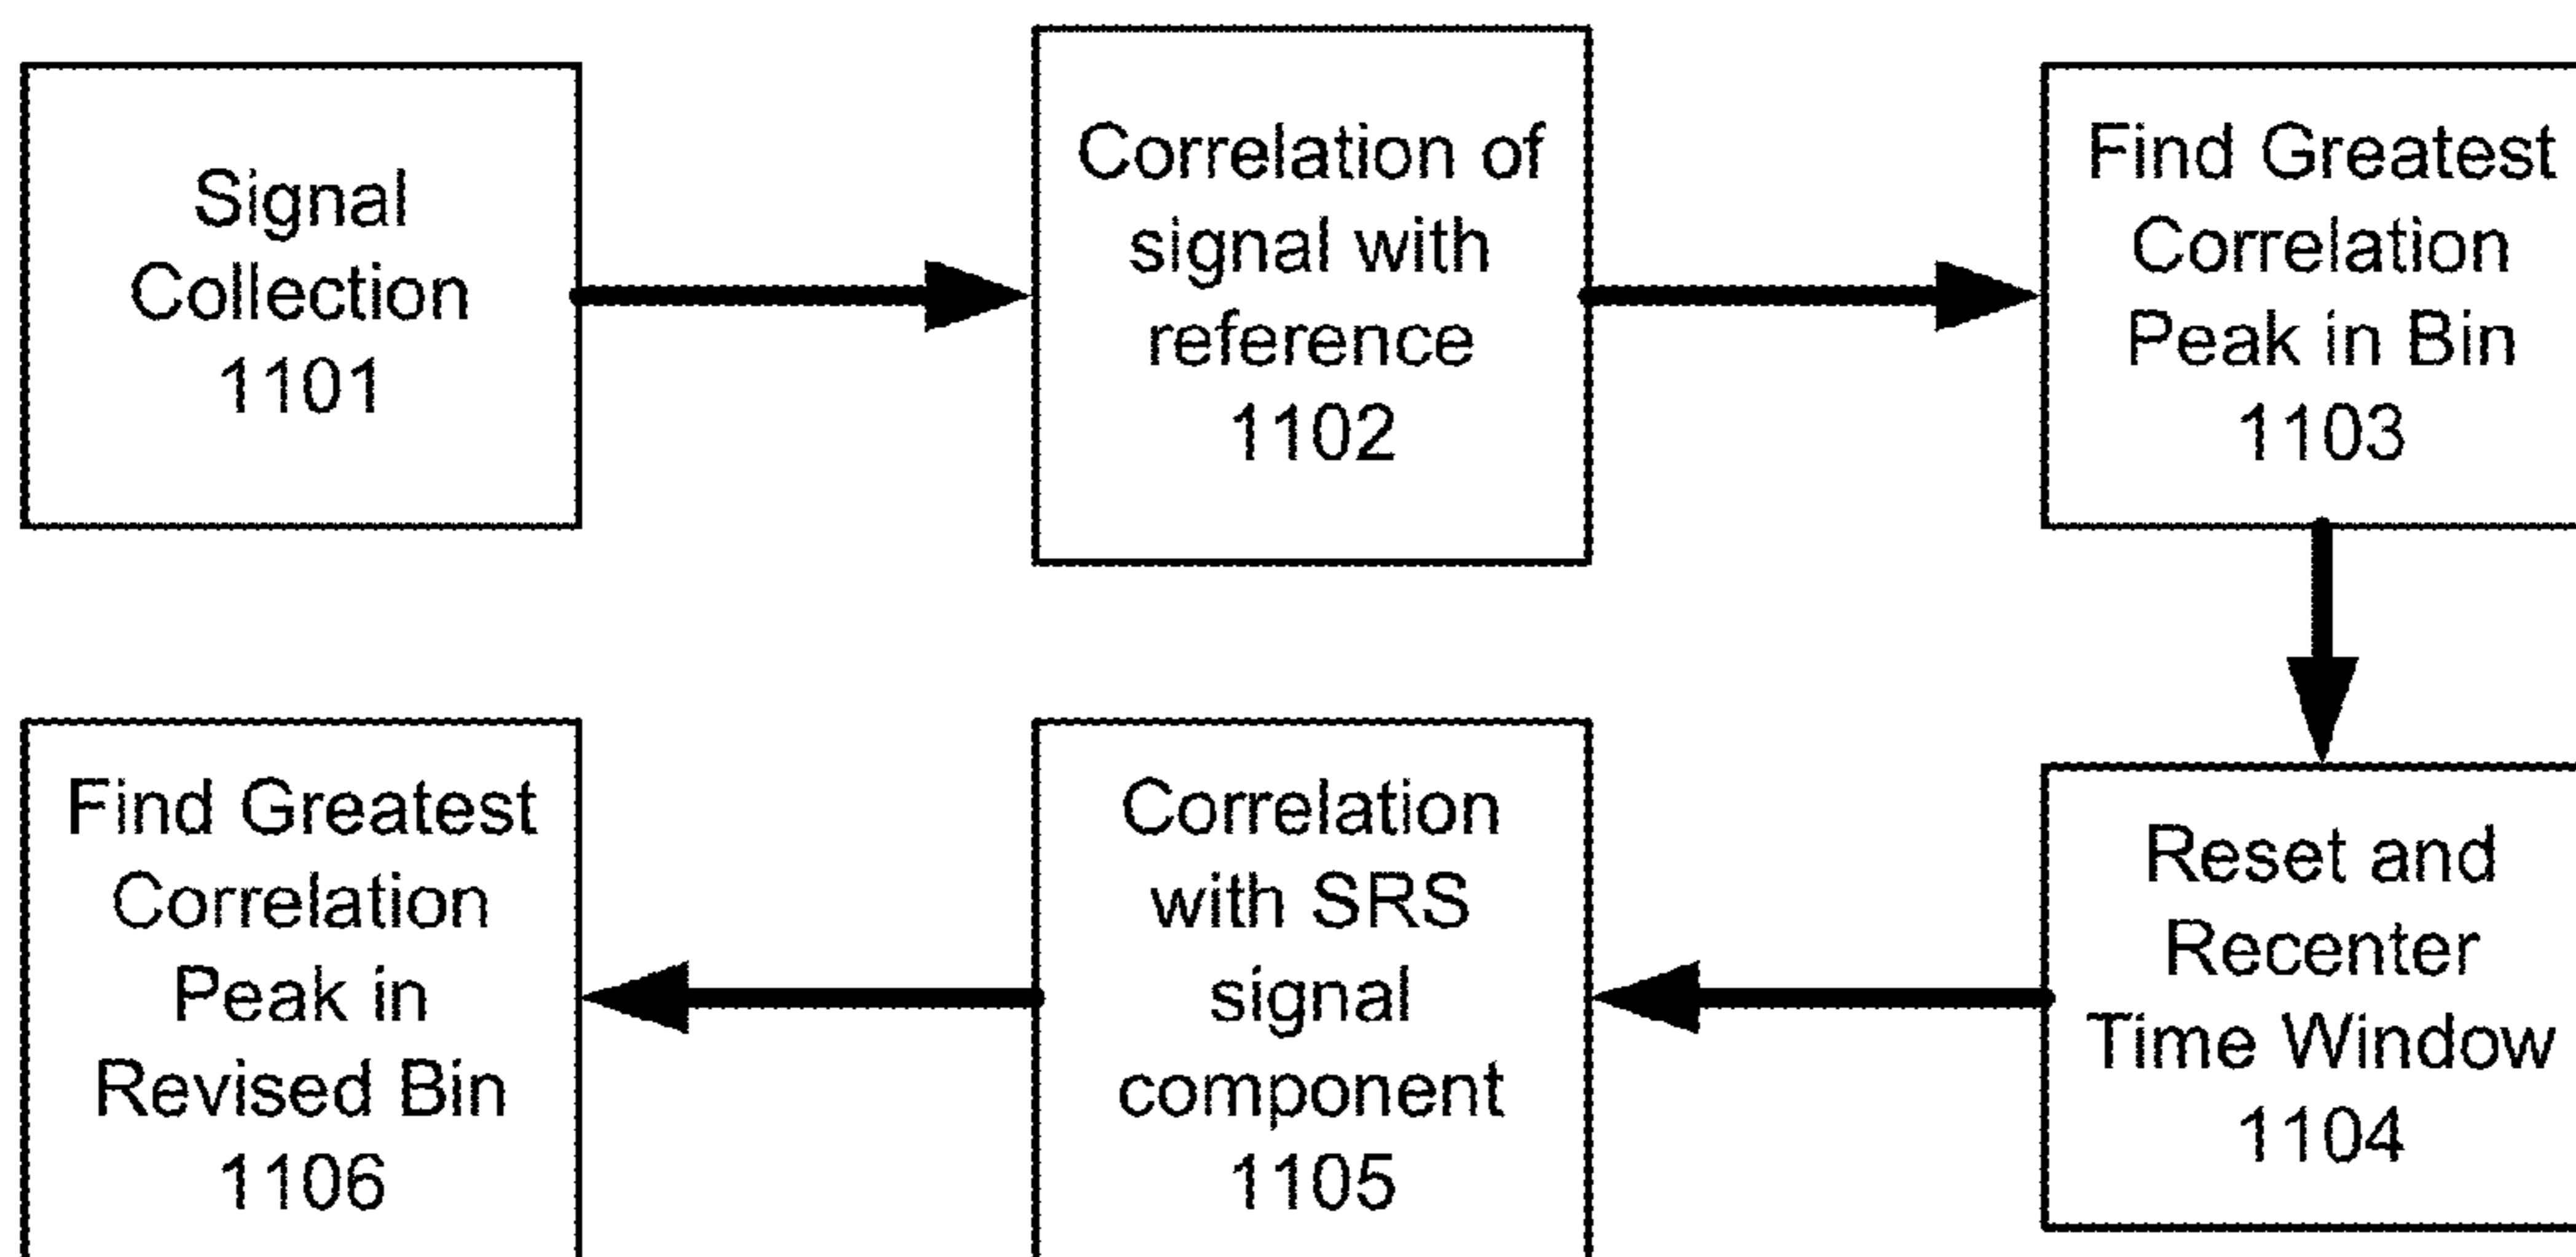 Signal
Collection
1101
Correlation of
signal with
reference
1102
Find Greatest
Correlation
Peak in Bin
1103
Reset and
Recenter
Time Window
1104
Correlation
with SRS
signal
component
1105
Find Greatest
Correlation
Peak in
Revised Bin
1106